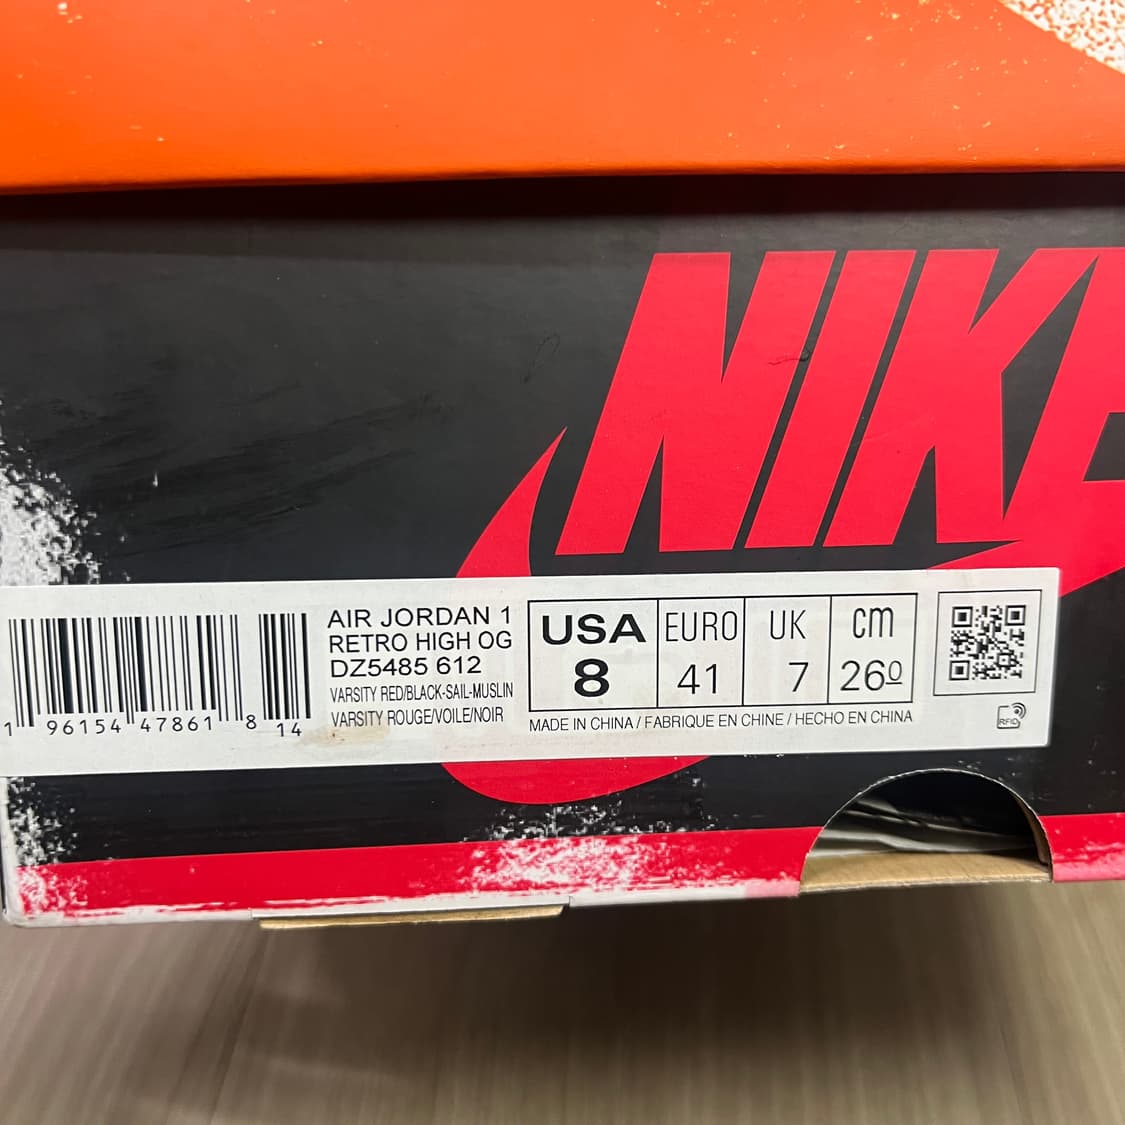 NIKE
AIR JORDAN 1
RETRO HIGH OG
DZ5485 612
VARSITY RED/BLACK-SAIL-MUSLIN
VARSITY ROUGE/VOILE/NOIR
1 96154 47861 8 14
USA EURO UK cm
8 41 7 26⁰
MADE IN CHINA / FABRIQUE EN CHINE / HECHO EN CHINA
RFID